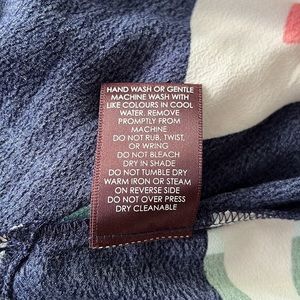 HAND WASH OR GENTLE
MACHINE WASH WITH
LIKE COLOURS IN COOL
WATER. REMOVE
PROMPTLY FROM
MACHINE
DO NOT RUB, TWIST,
OR WRING
DO NOT BLEACH
DRY IN SHADE
DO NOT TUMBLE DRY
WARM IRON OR STEAM
ON REVERSE SIDE
DO NOT OVER PRESS
DRY CLEANABLE